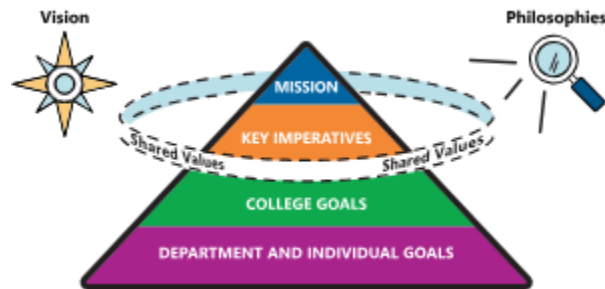 Vision
Philosophies
MISSION
KEY IMPERATIVES
Shared Values
Shared Values
COLLEGE GOALS
DEPARTMENT AND INDIVIDUAL GOALS